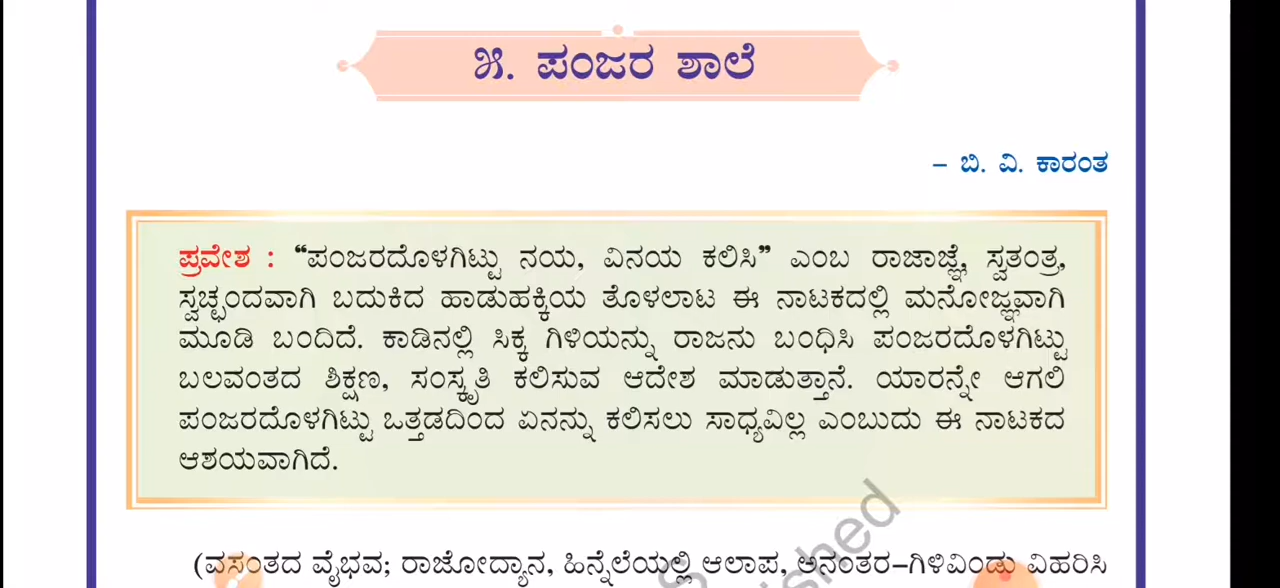 ೫. ಪಂಜರ ಶಾಲೆ
– ಬಿ. ವಿ. ಕಾರಂತ
ಪ್ರವೇಶ : “ಪಂಜರದೊಳಗಿಟ್ಟು ನಯ, ವಿನಯ ಕಲಿಸಿ” ಎಂಬ ರಾಜಾಜ್ಞೆ, ಸ್ವತಂತ್ರ,
ಸ್ವಚ್ಛಂದವಾಗಿ ಬದುಕಿದ ಹಾಡುಹಕ್ಕಿಯ ತೊಳಲಾಟ ಈ ನಾಟಕದಲ್ಲಿ ಮನೋಜ್ಞವಾಗಿ
ಮೂಡಿ ಬಂದಿದೆ. ಕಾಡಿನಲ್ಲಿ ಸಿಕ್ಕ ಗಿಳಿಯನ್ನು ರಾಜನು ಬಂಧಿಸಿ ಪಂಜರದೊಳಗಿಟ್ಟು
ಬಲವಂತದ ಶಿಕ್ಷಣ, ಸಂಸ್ಕೃತಿ ಕಲಿಸುವ ಆದೇಶ ಮಾಡುತ್ತಾನೆ. ಯಾರನ್ನೇ ಆಗಲಿ
ಪಂಜರದೊಳಗಿಟ್ಟು ಒತ್ತಡದಿಂದ ಏನನ್ನು ಕಲಿಸಲು ಸಾಧ್ಯವಿಲ್ಲ ಎಂಬುದು ಈ ನಾಟಕದ
ಆಶಯವಾಗಿದೆ.
(ವಸಂತದ ವೈಭವ; ರಾಜೋದ್ಯಾನ, ಹಿನ್ನೆಲೆಯಲ್ಲಿ ಆಲಾಪ, ಅನಂತರ–ಗಿಳಿವಿಂಡು ವಿಹರಿಸಿ